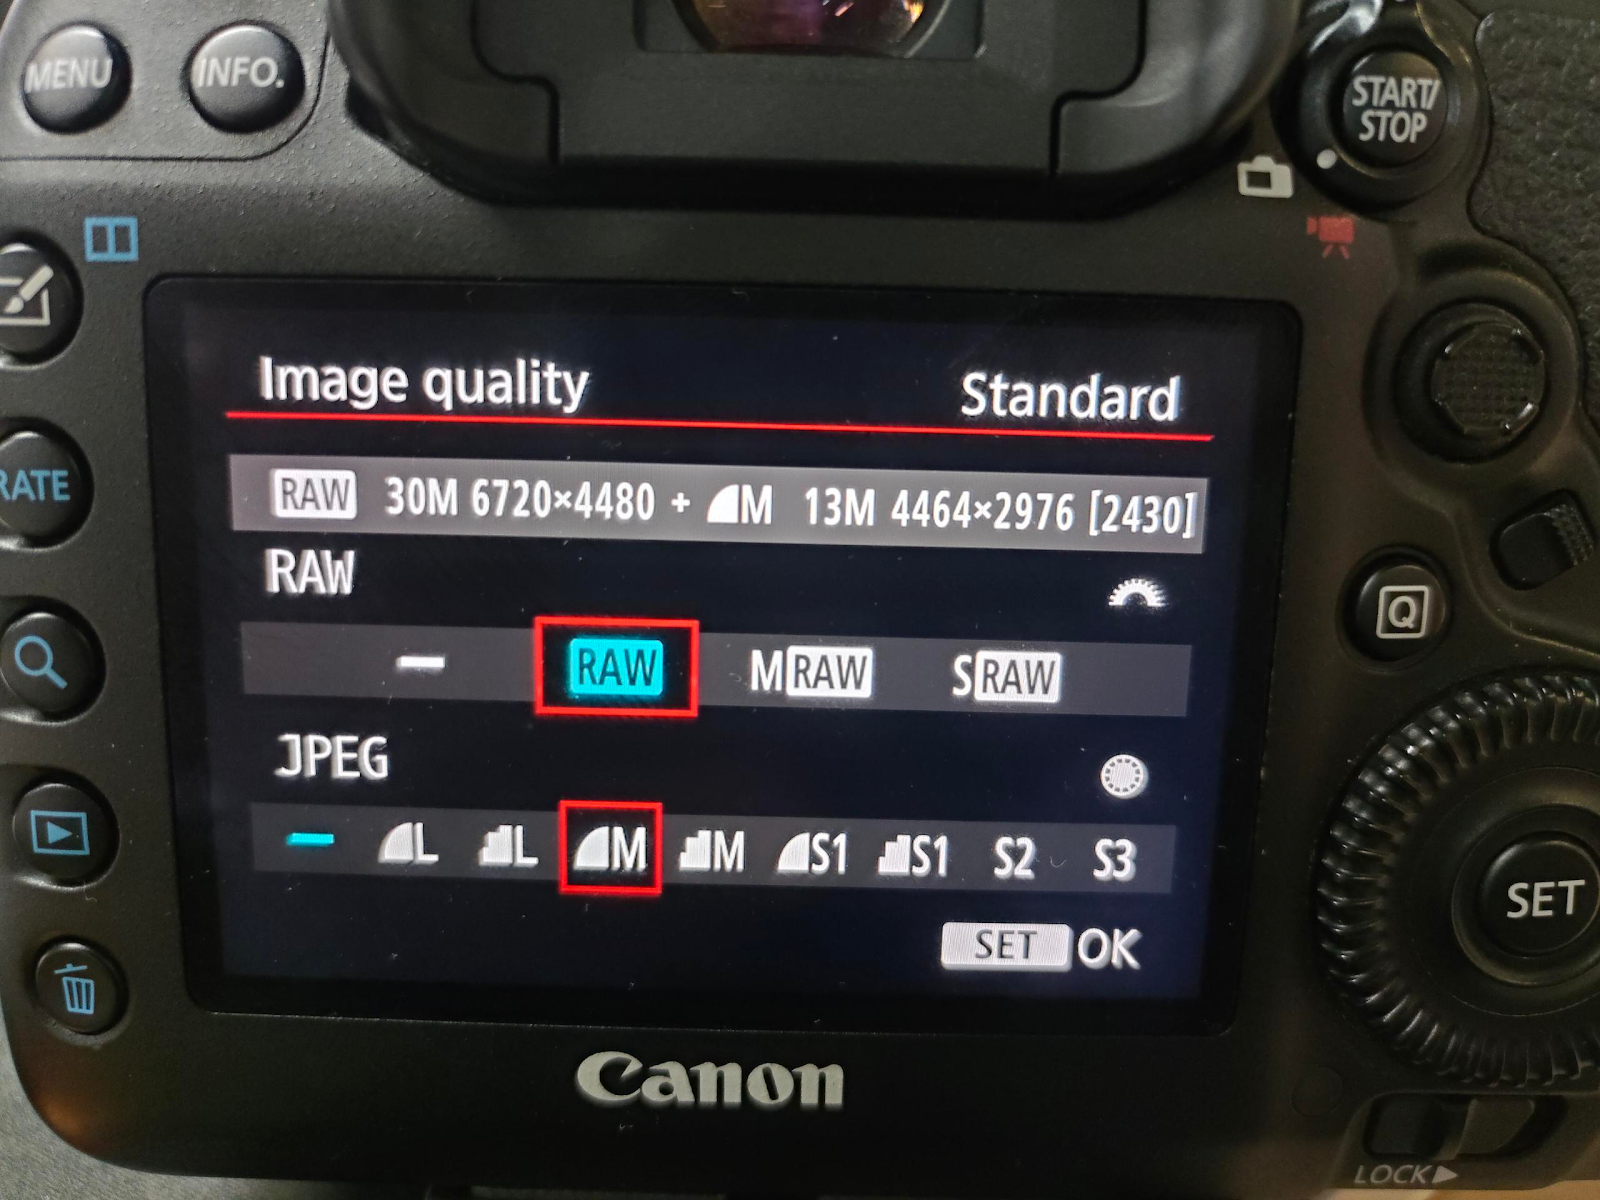 MENU INFO.
START/
STOP
Image quality Standard
RAW 30M 6720×4480 + M 13M 4464×2976 [2430]
RATE
RAW
Q
— RAW MRAW SRAW
JPEG
— L L M M S1 S1 S2 S3
SET
SET OK
Canon
LOCK